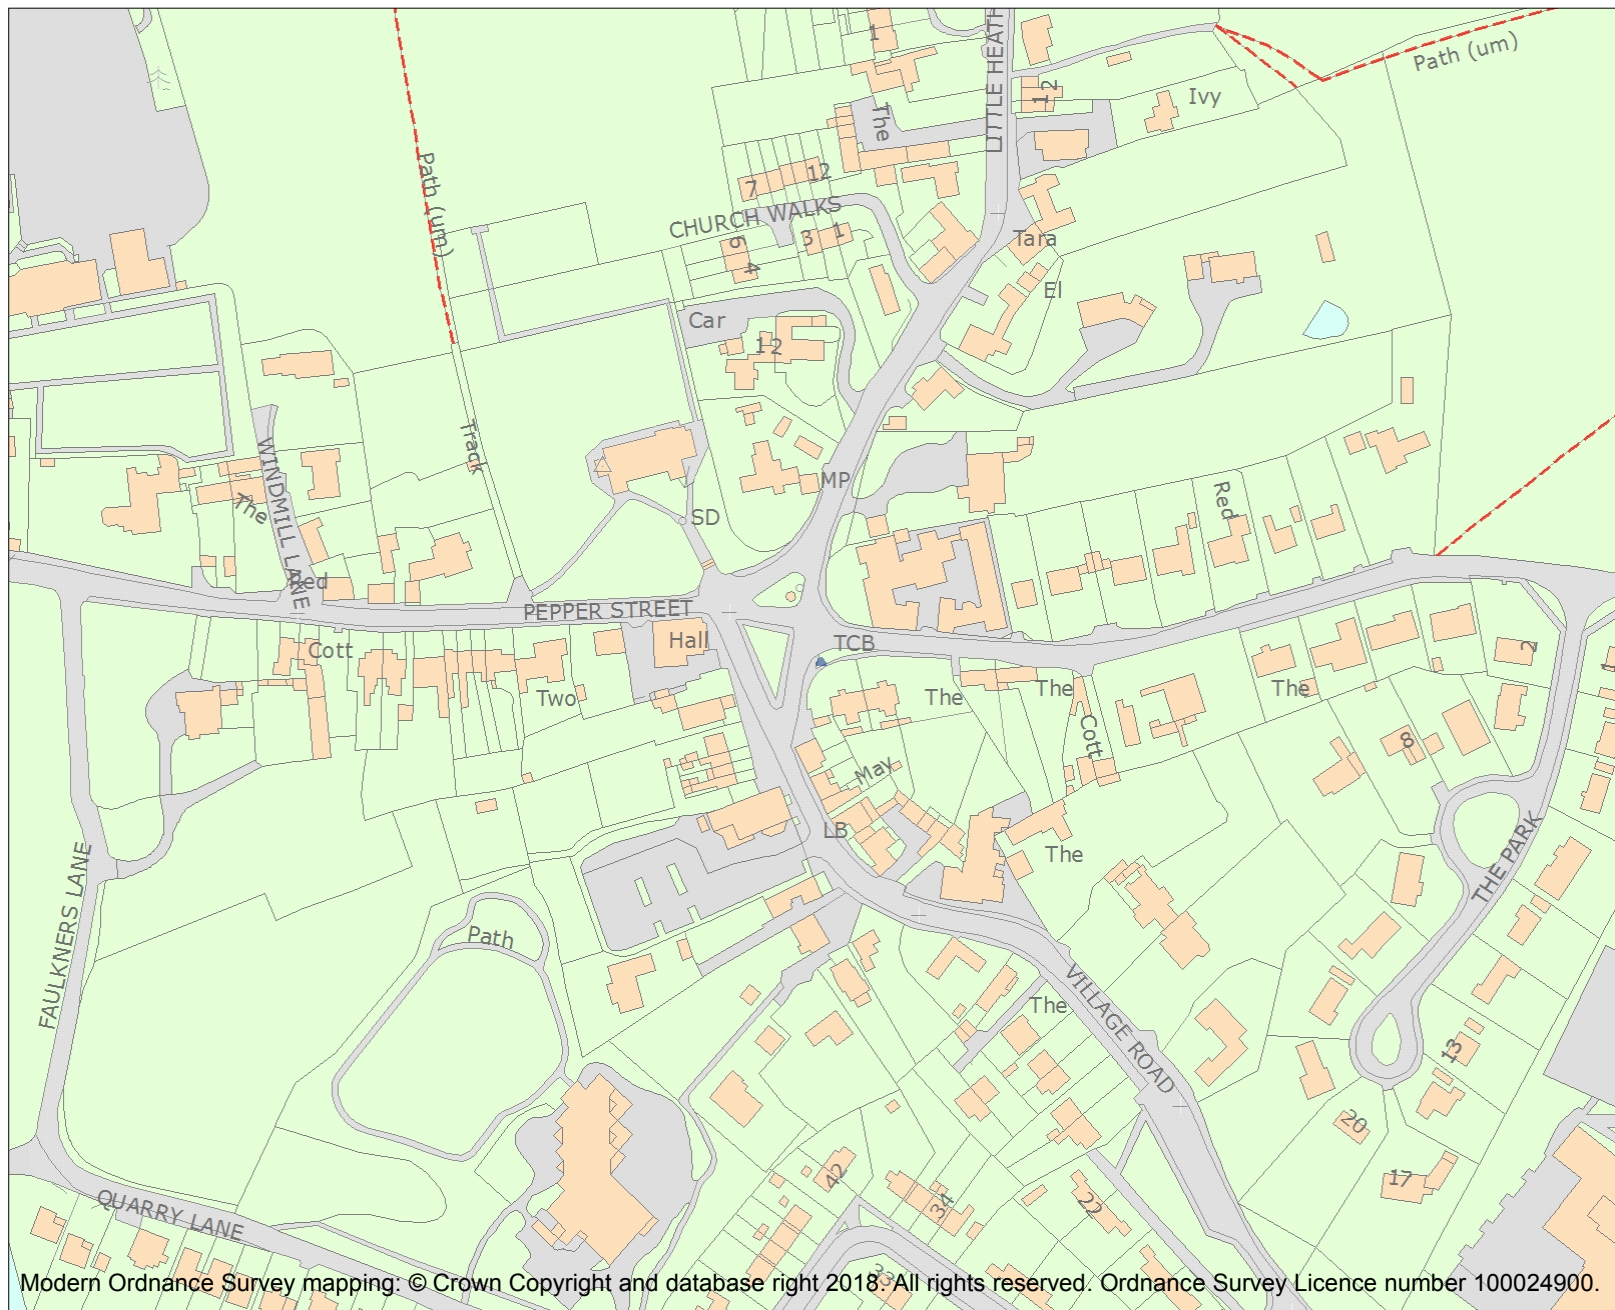 1
LITTLE HEATH
Path (um)
12
Ivy
The
Path (um)
7
12
CHURCH WALKS
3
1
6
4
Tara
El
Car
12
Track
WINDMILL LANE
The
MP
SD
Red
Red
PEPPER STREET
Hall
TCB
Cott
Two
The
The
The
2
1
Cott
8
May
LB
The
THE PARK
FAULKNERS LANE
Path
VILLAGE ROAD
The
13
20
17
42
34
22
QUARRY LANE
33
Modern Ordnance Survey mapping: © Crown Copyright and database right 2018. All rights reserved. Ordnance Survey Licence number 100024900.